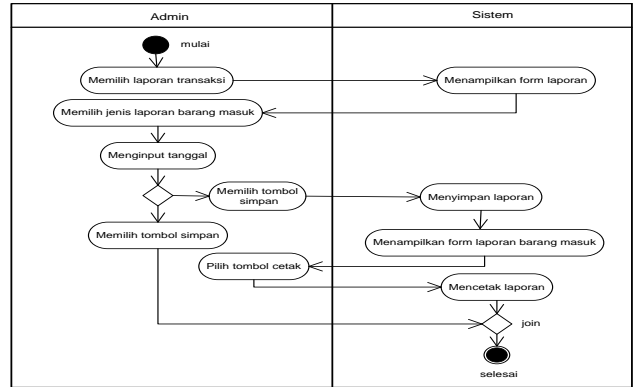 Admin
Sistem
mulai
Memilih laporan transaksi
Menampilkan form laporan
Memilih jenis laporan barang masuk
Menginput tanggal
Memilih tombol
simpan
Menyimpan laporan
Memilih tombol simpan
Menampilkan form laporan barang masuk
Pilih tombol cetak
Mencetak laporan
join
selesai